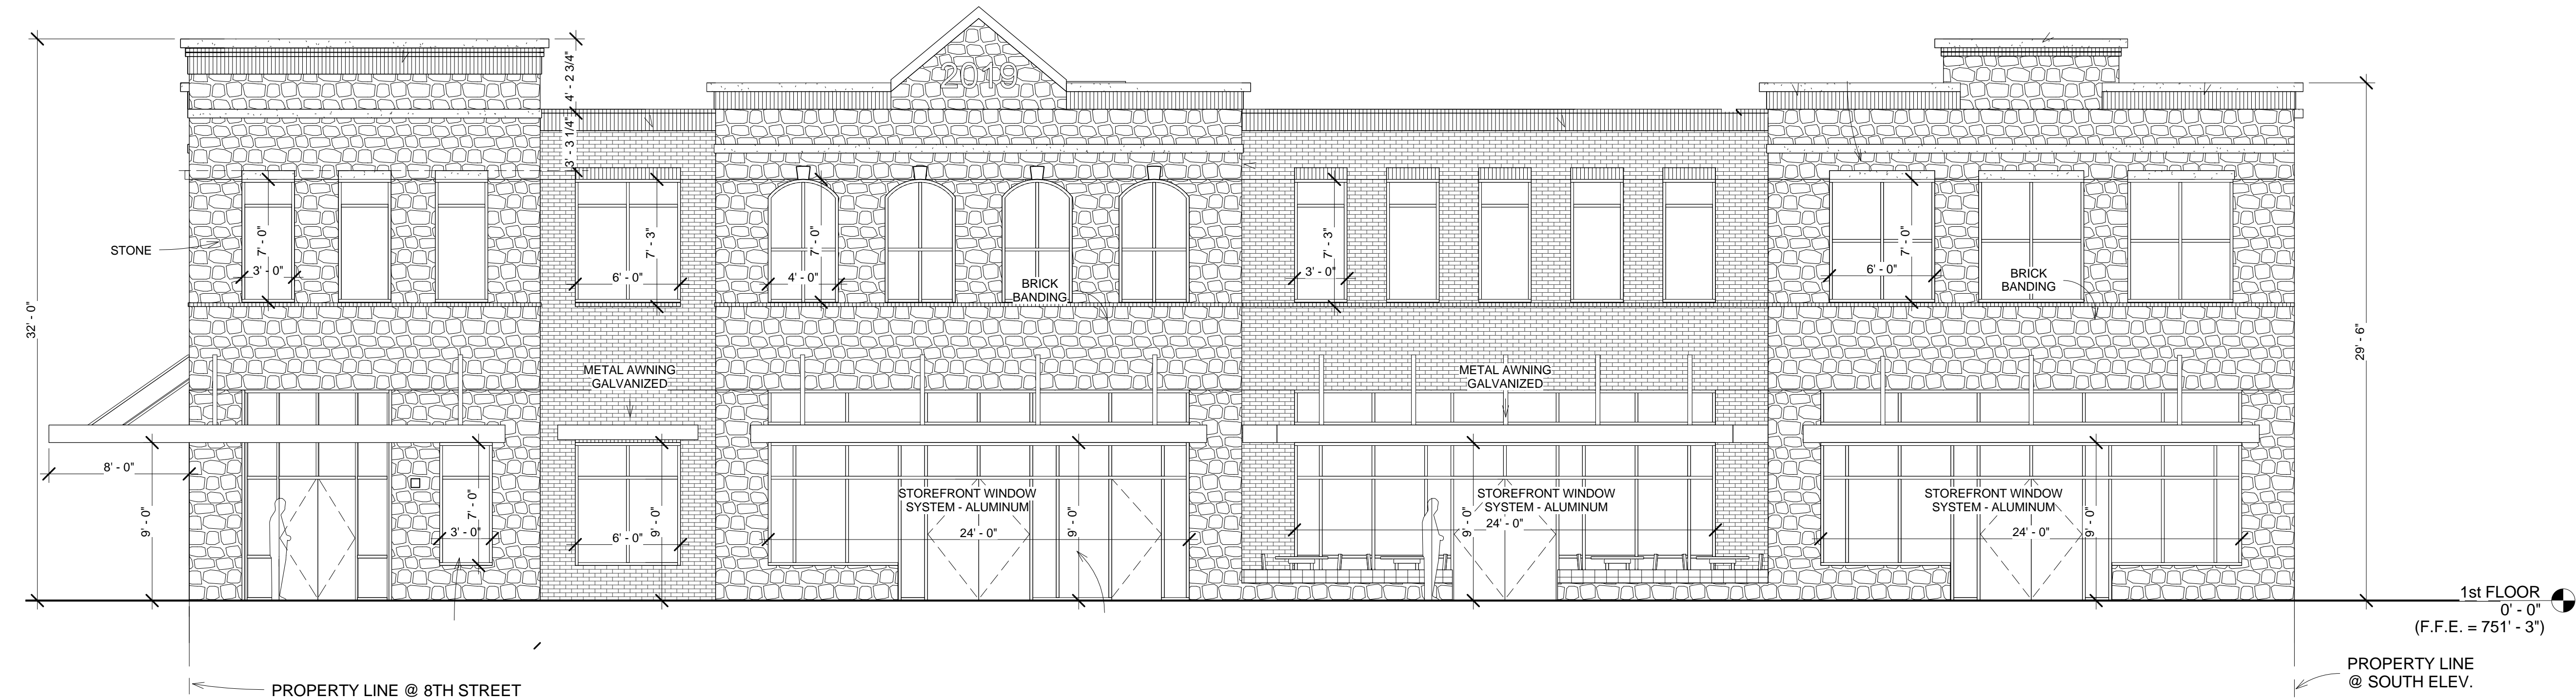 2019
4' - 2 3/4"
3' - 3 1/4"
32' - 0"
STONE
7' - 0"
3' - 0"
7' - 3"
6' - 0"
7' - 0"
4' - 0"
BRICK
BANDING
7' - 3"
3' - 0"
7' - 0"
6' - 0"
BRICK
BANDING
29' - 6"
METAL AWNING
GALVANIZED
METAL AWNING
GALVANIZED
8' - 0"
9' - 0"
7' - 0"
3' - 0"
9' - 0"
6' - 0"
STOREFRONT WINDOW
SYSTEM - ALUMINUM
24' - 0"
9' - 0"
STOREFRONT WINDOW
SYSTEM - ALUMINUM
24' - 0"
9' - 0"
STOREFRONT WINDOW
SYSTEM - ALUMINUM
24' - 0"
9' - 0"
1st FLOOR
0' - 0"
(F.F.E. = 751' - 3")
PROPERTY LINE @ 8TH STREET
PROPERTY LINE
@ SOUTH ELEV.